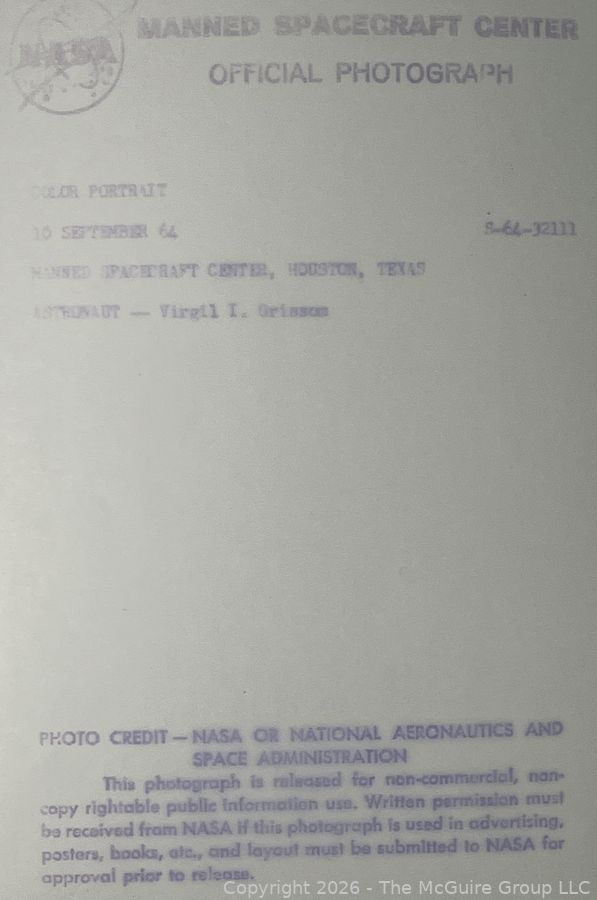 NASA
MANNED SPACECRAFT CENTER
OFFICIAL PHOTOGRAPH
COLOR PORTRAIT
10 SEPTEMBER 64
S-64-32111
MANNED SPACECRAFT CENTER, HOUSTON, TEXAS
ASTRONAUT — Virgil I. Grissom
PHOTO CREDIT — NASA OR NATIONAL AERONAUTICS AND
SPACE ADMINISTRATION
This photograph is released for non-commercial, non-
copy rightable public information use. Written permission must
be received from NASA if this photograph is used in advertising,
posters, books, etc., and layout must be submitted to NASA for
approval prior to release.
Copyright 2026 - The McGuire Group LLC